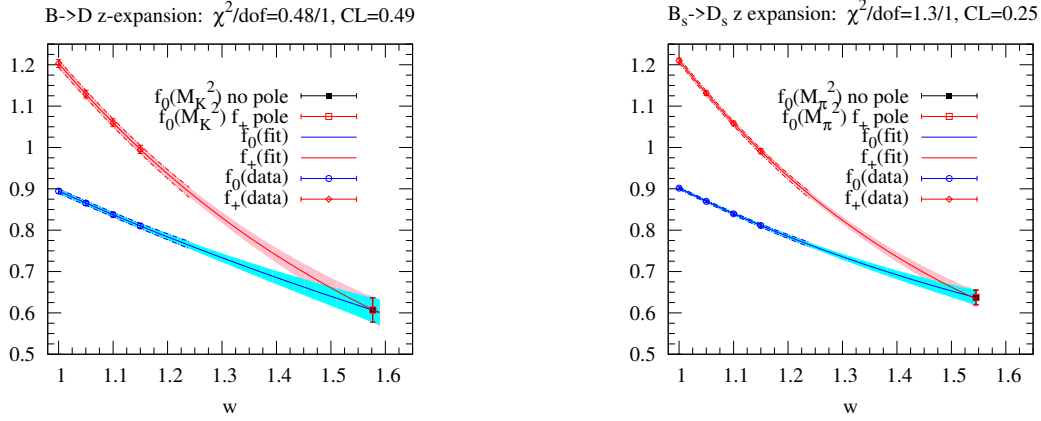 B->D z-expansion: χ²/dof=0.48/1, CL=0.49
1.2
1.1
1
0.9
0.8
0.7
0.6
0.5
f₀(M_K²) no pole
f₀(M_K²) f₊ pole
f₀(fit)
f₊(fit)
f₀(data)
f₊(data)
1 1.1 1.2 1.3 1.4 1.5 1.6
w
Bₛ->Dₛ z expansion: χ²/dof=1.3/1, CL=0.25
1.2
1.1
1
0.9
0.8
0.7
0.6
0.5
f₀(M_π²) no pole
f₀(M_π²) f₊ pole
f₀(fit)
f₊(fit)
f₀(data)
f₊(data)
1 1.1 1.2 1.3 1.4 1.5 1.6
w